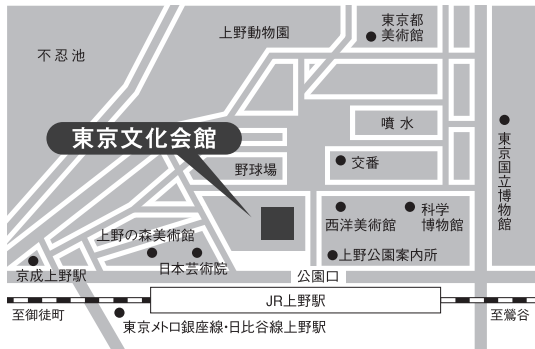 東京都
美術館
上野動物園
不忍池
噴水
東京文化会館
東京国立博物館
交番
野球場
西洋美術館
科学
博物館
上野の森美術館
上野公園案内所
日本芸術院
京成上野駅
公園口
JR上野駅
至御徒町
至鶯谷
東京メトロ銀座線・日比谷線上野駅